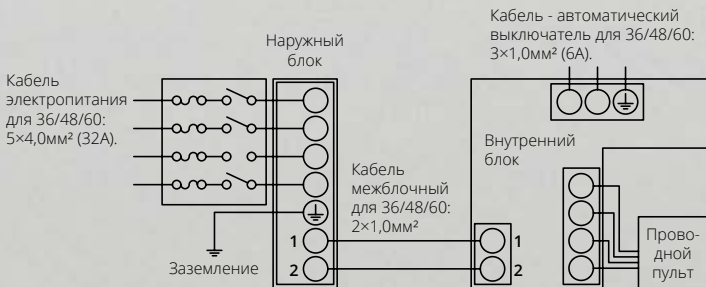 Кабель - автоматический
выключатель для 36/48/60:
3×1,0мм² (6А).
Наружный
блок
Кабель
электропитания
для 36/48/60:
5×4,0мм² (32А).
Внутренний
блок
Кабель
межблочный
для 36/48/60:
2×1,0мм²
Прово-
дной
пульт
1
1
2
2
Заземление